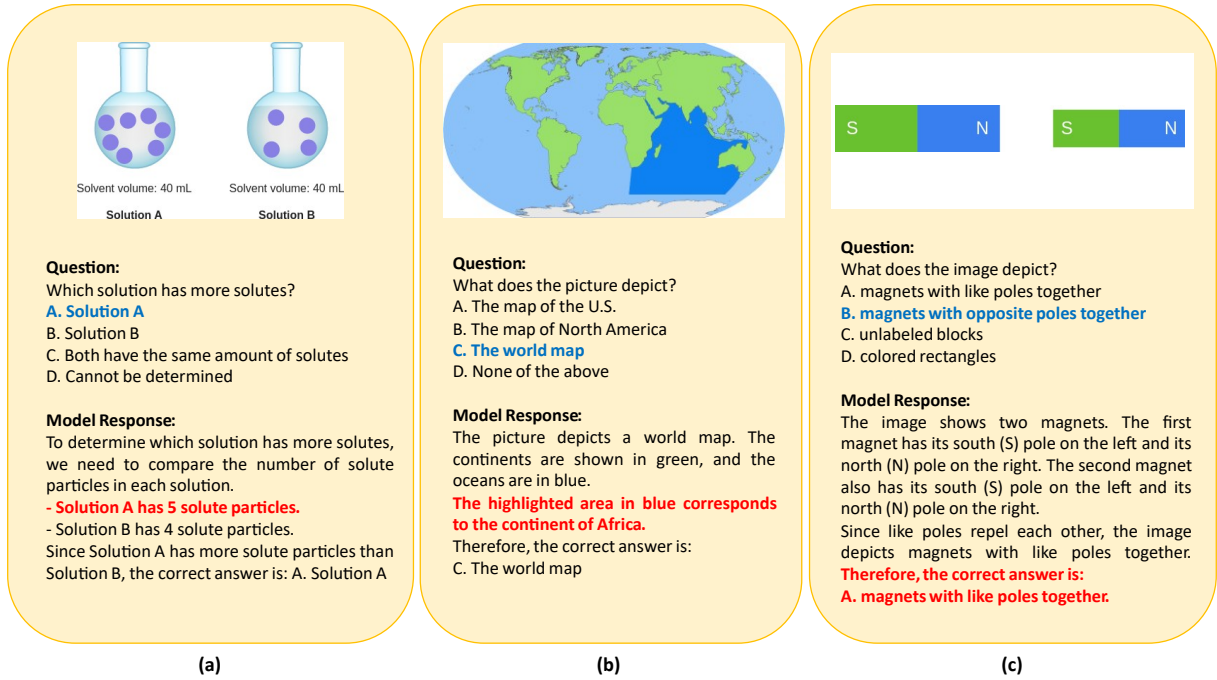 Solvent volume: 40 mL
Solution A
Solvent volume: 40 mL
Solution B
Question:
Which solution has more solutes?
A. Solution A
B. Solution B
C. Both have the same amount of solutes
D. Cannot be determined
Model Response:
To determine which solution has more solutes,
we need to compare the number of solute
particles in each solution.
- Solution A has 5 solute particles.
- Solution B has 4 solute particles.
Since Solution A has more solute particles than
Solution B, the correct answer is: A. Solution A
(a)
Question:
What does the picture depict?
A. The map of the U.S.
B. The map of North America
C. The world map
D. None of the above
Model Response:
The picture depicts a world map. The
continents are shown in green, and the
oceans are in blue.
The highlighted area in blue corresponds
to the continent of Africa.
Therefore, the correct answer is:
C. The world map
(b)
S N S N
Question:
What does the image depict?
A. magnets with like poles together
B. magnets with opposite poles together
C. unlabeled blocks
D. colored rectangles
Model Response:
The image shows two magnets. The first
magnet has its south (S) pole on the left and its
north (N) pole on the right. The second magnet
also has its south (S) pole on the left and its
north (N) pole on the right.
Since like poles repel each other, the image
depicts magnets with like poles together.
Therefore, the correct answer is:
A. magnets with like poles together.
(c)